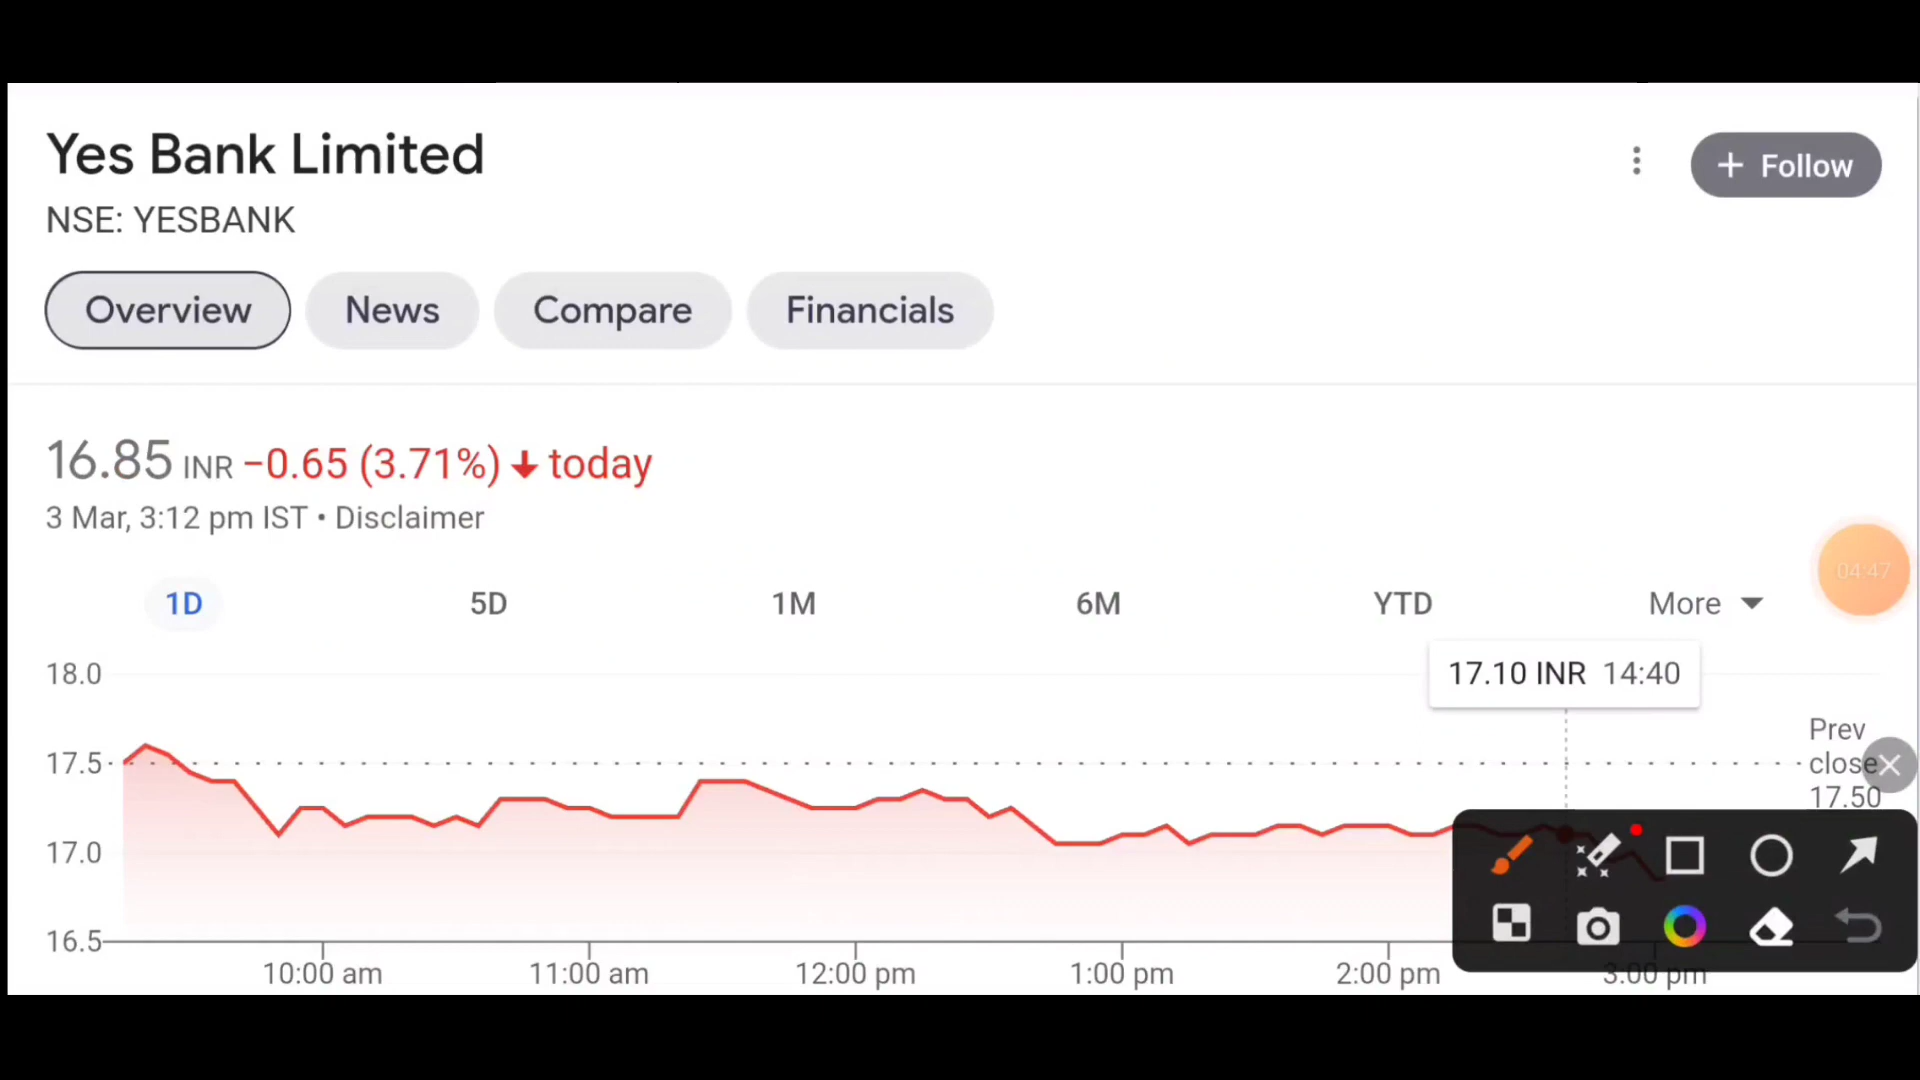 Yes Bank Limited
+ Follow
NSE: YESBANK
Overview News Compare Financials
16.85 INR −0.65 (3.71%) ↓ today
3 Mar, 3:12 pm IST • Disclaimer
04:47
1D 5D 1M 6M YTD More
17.10 INR 14:40
18.0
17.5
17.0
16.5
Prev
close
17.50
10:00 am 11:00 am 12:00 pm 1:00 pm 2:00 pm 3:00 pm